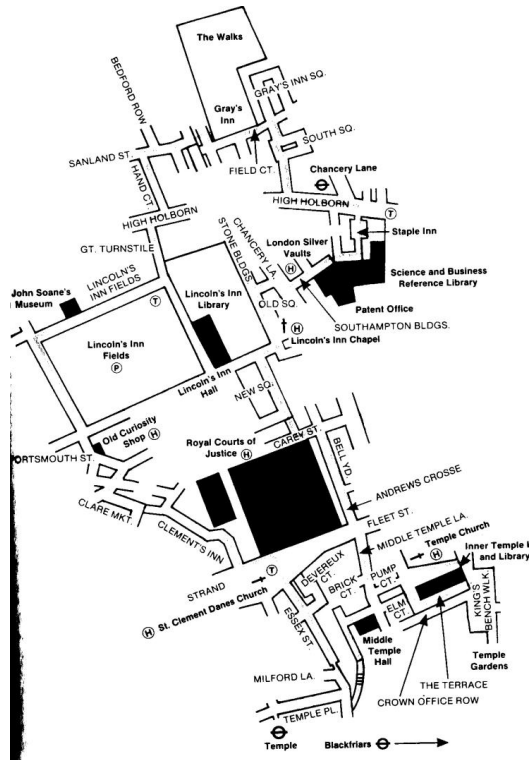 The Walks
BEDFORD ROW
GRAY'S INN SQ.
Gray's
Inn
SOUTH SQ.
SANLAND ST.
FIELD CT.
Chancery Lane
HAND CT.
HIGH HOLBORN
T
HIGH HOLBORN
Staple Inn
GT. TURNSTILE
CHANCERY LA.
STONE BLDGS.
London Silver
Vaults
H
Science and Business
Reference Library
LINCOLN'S
INN FIELDS
John Soane's
Museum
T
Lincoln's Inn
Library
OLD SQ.
Patent Office
SOUTHAMPTON BLDGS.
H
Lincoln's Inn Chapel
Lincoln's Inn
Fields
P
Lincoln's Inn
Hall
NEW SQ.
Old Curiosity
Shop H
Royal Courts of
Justice H
CAREY ST.
BELL YD.
ORTSMOUTH ST.
CLARE MKT.
CLEMENT'S INN
ANDREWS CROSSE
FLEET ST.
MIDDLE TEMPLE LA.
Temple Church
H
Inner Temple
and Library
STRAND
T
DEVEREUX
CT.
BRICK
CT.
PUMP
CT.
ELM
CT.
KING'S
BENCH WLK.
H St. Clement Danes Church
ESSEX ST.
Middle
Temple
Hall
Temple
Gardens
MILFORD LA.
THE TERRACE
CROWN OFFICE ROW
TEMPLE PL.
Temple
Blackfriars